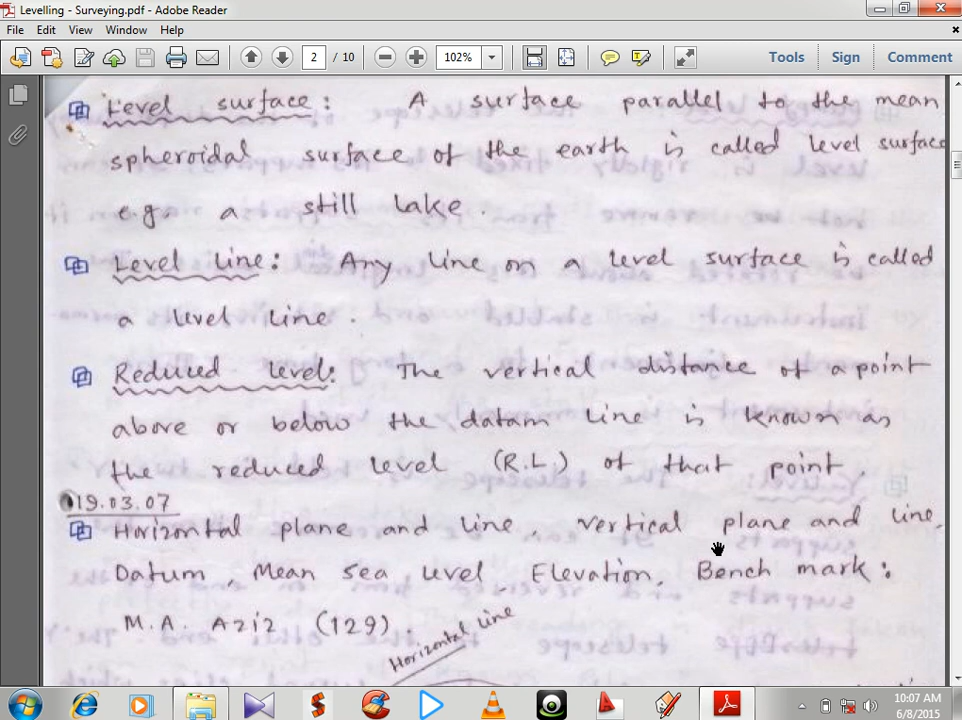 Levelling - Surveying.pdf - Adobe Reader
File Edit View Window Help
2 / 10 102% Tools Sign Comment
Level surface: A surface parallel to the mean
spheroidal surface of the earth is called level surface
e.g. a still lake.
Level line: Any line on a level surface is called
a level line.
Reduced level: The vertical distance of a point
above or below the datam line is known as
the reduced level (R.L) of that point
19.03.07
Horizontal plane and line, vertical plane and line,
Datum, Mean sea level, Elevation, Bench mark:
M.A. Aziz (129)
Horizontal Line
10:07 AM
6/8/2015